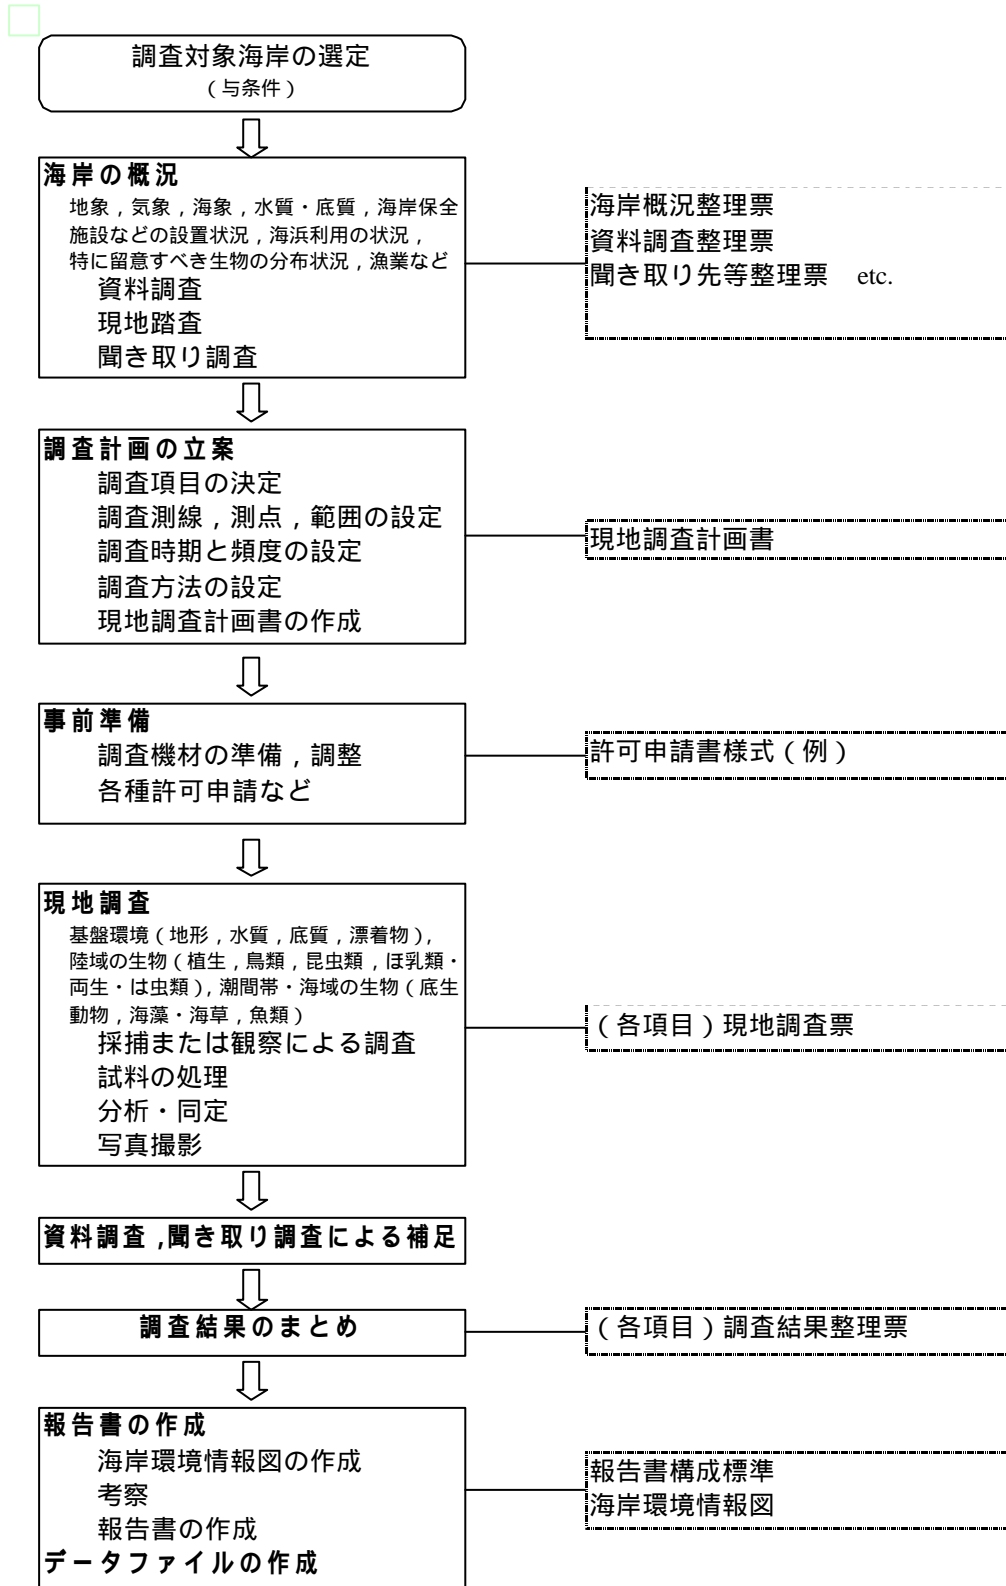 調査対象海岸の選定
（与条件）
海岸の概況
地象，気象，海象，水質・底質，海岸保全
施設などの設置状況，海浜利用の状況，
特に留意すべき生物の分布状況，漁業など
資料調査
現地踏査
聞き取り調査
海岸概況整理票
資料調査整理票
聞き取り先等整理票　etc.
調査計画の立案
調査項目の決定
調査測線，測点，範囲の設定
調査時期と頻度の設定
調査方法の設定
現地調査計画書の作成
現地調査計画書
事前準備
調査機材の準備，調整
各種許可申請など
許可申請書様式（例）
現地調査
基盤環境（地形，水質，底質，漂着物），
陸域の生物（植生，鳥類，昆虫類，ほ乳類・
両生・は虫類），潮間帯・海域の生物（底生
動物，海藻・海草，魚類）
採捕または観察による調査
試料の処理
分析・同定
写真撮影
（各項目）現地調査票
資料調査，聞き取り調査による補足
調査結果のまとめ
（各項目）調査結果整理票
報告書の作成
海岸環境情報図の作成
考察
報告書の作成
データファイルの作成
報告書構成標準
海岸環境情報図